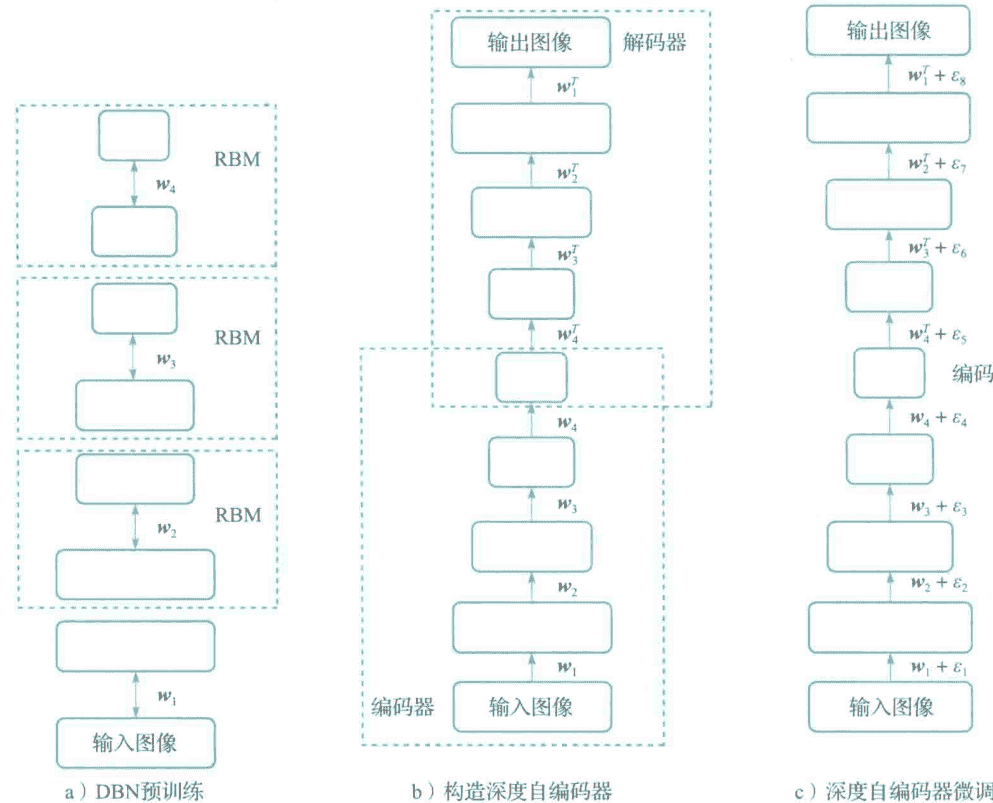 RBM
w₄
RBM
w₃
RBM
w₂
w₁
输入图像
a）DBN预训练
输出图像
解码器
w₁ᵀ
w₂ᵀ
w₃ᵀ
w₄ᵀ
w₄
w₃
w₂
w₁
编码器
输入图像
b）构造深度自编码器
输出图像
w₁ᵀ + ε₈
w₂ᵀ + ε₇
w₃ᵀ + ε₆
w₄ᵀ + ε₅
编码
w₄ + ε₄
w₃ + ε₃
w₂ + ε₂
w₁ + ε₁
输入图像
c）深度自编码器微调